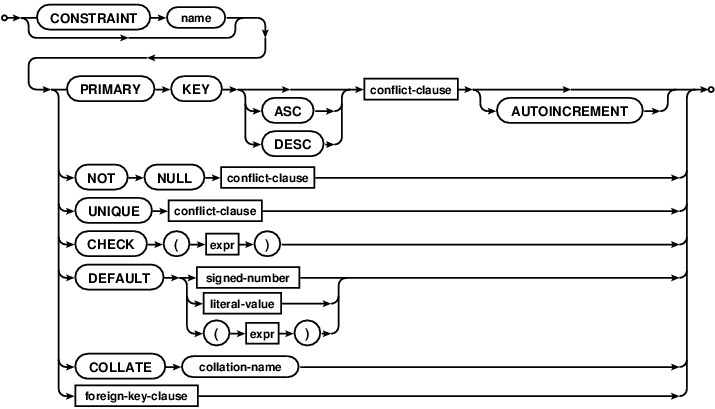 CONSTRAINT name
PRIMARY KEY conflict-clause
ASC AUTOINCREMENT
DESC
NOT NULL conflict-clause
UNIQUE conflict-clause
CHECK ( expr )
DEFAULT signed-number
literal-value
( expr )
COLLATE collation-name
foreign-key-clause